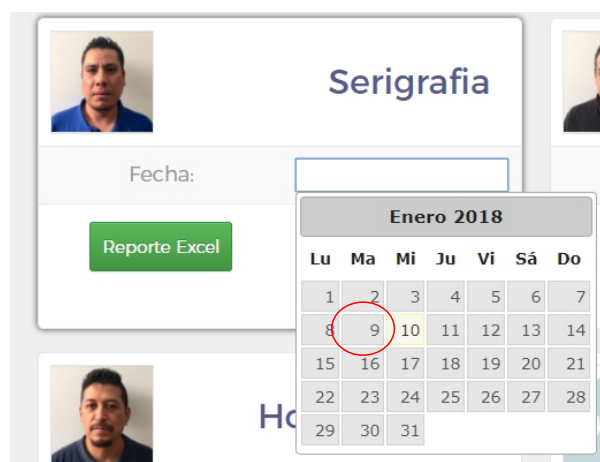 Serigrafia
Fecha:
Reporte Excel
Enero 2018
Lu Ma Mi Ju Vi Sá Do
1 2 3 4 5 6 7
8 9 10 11 12 13 14
15 16 17 18 19 20 21
22 23 24 25 26 27 28
29 30 31